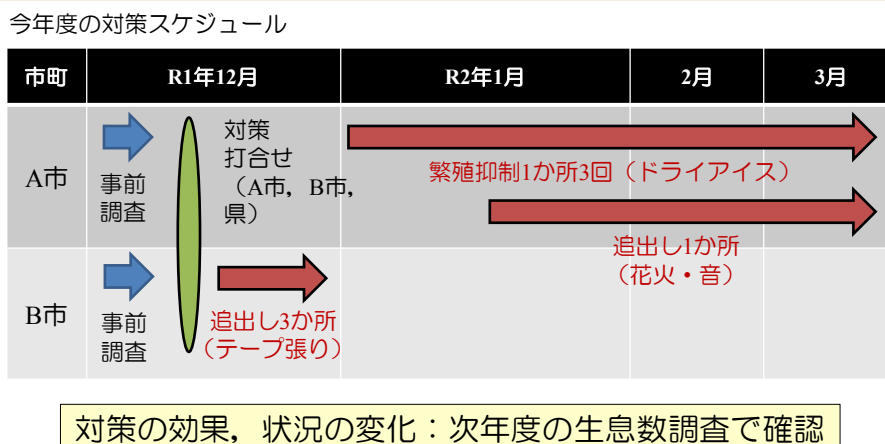 今年度の対策スケジュール
市町 R1年12月 R2年1月 2月 3月
A市
事前
調査
対策
打合せ
（A市，B市，
県）
繁殖抑制1か所3回（ドライアイス）
追出し1か所
（花火・音）
B市
事前
調査
追出し3か所
（テープ張り）
対策の効果，状況の変化：次年度の生息数調査で確認